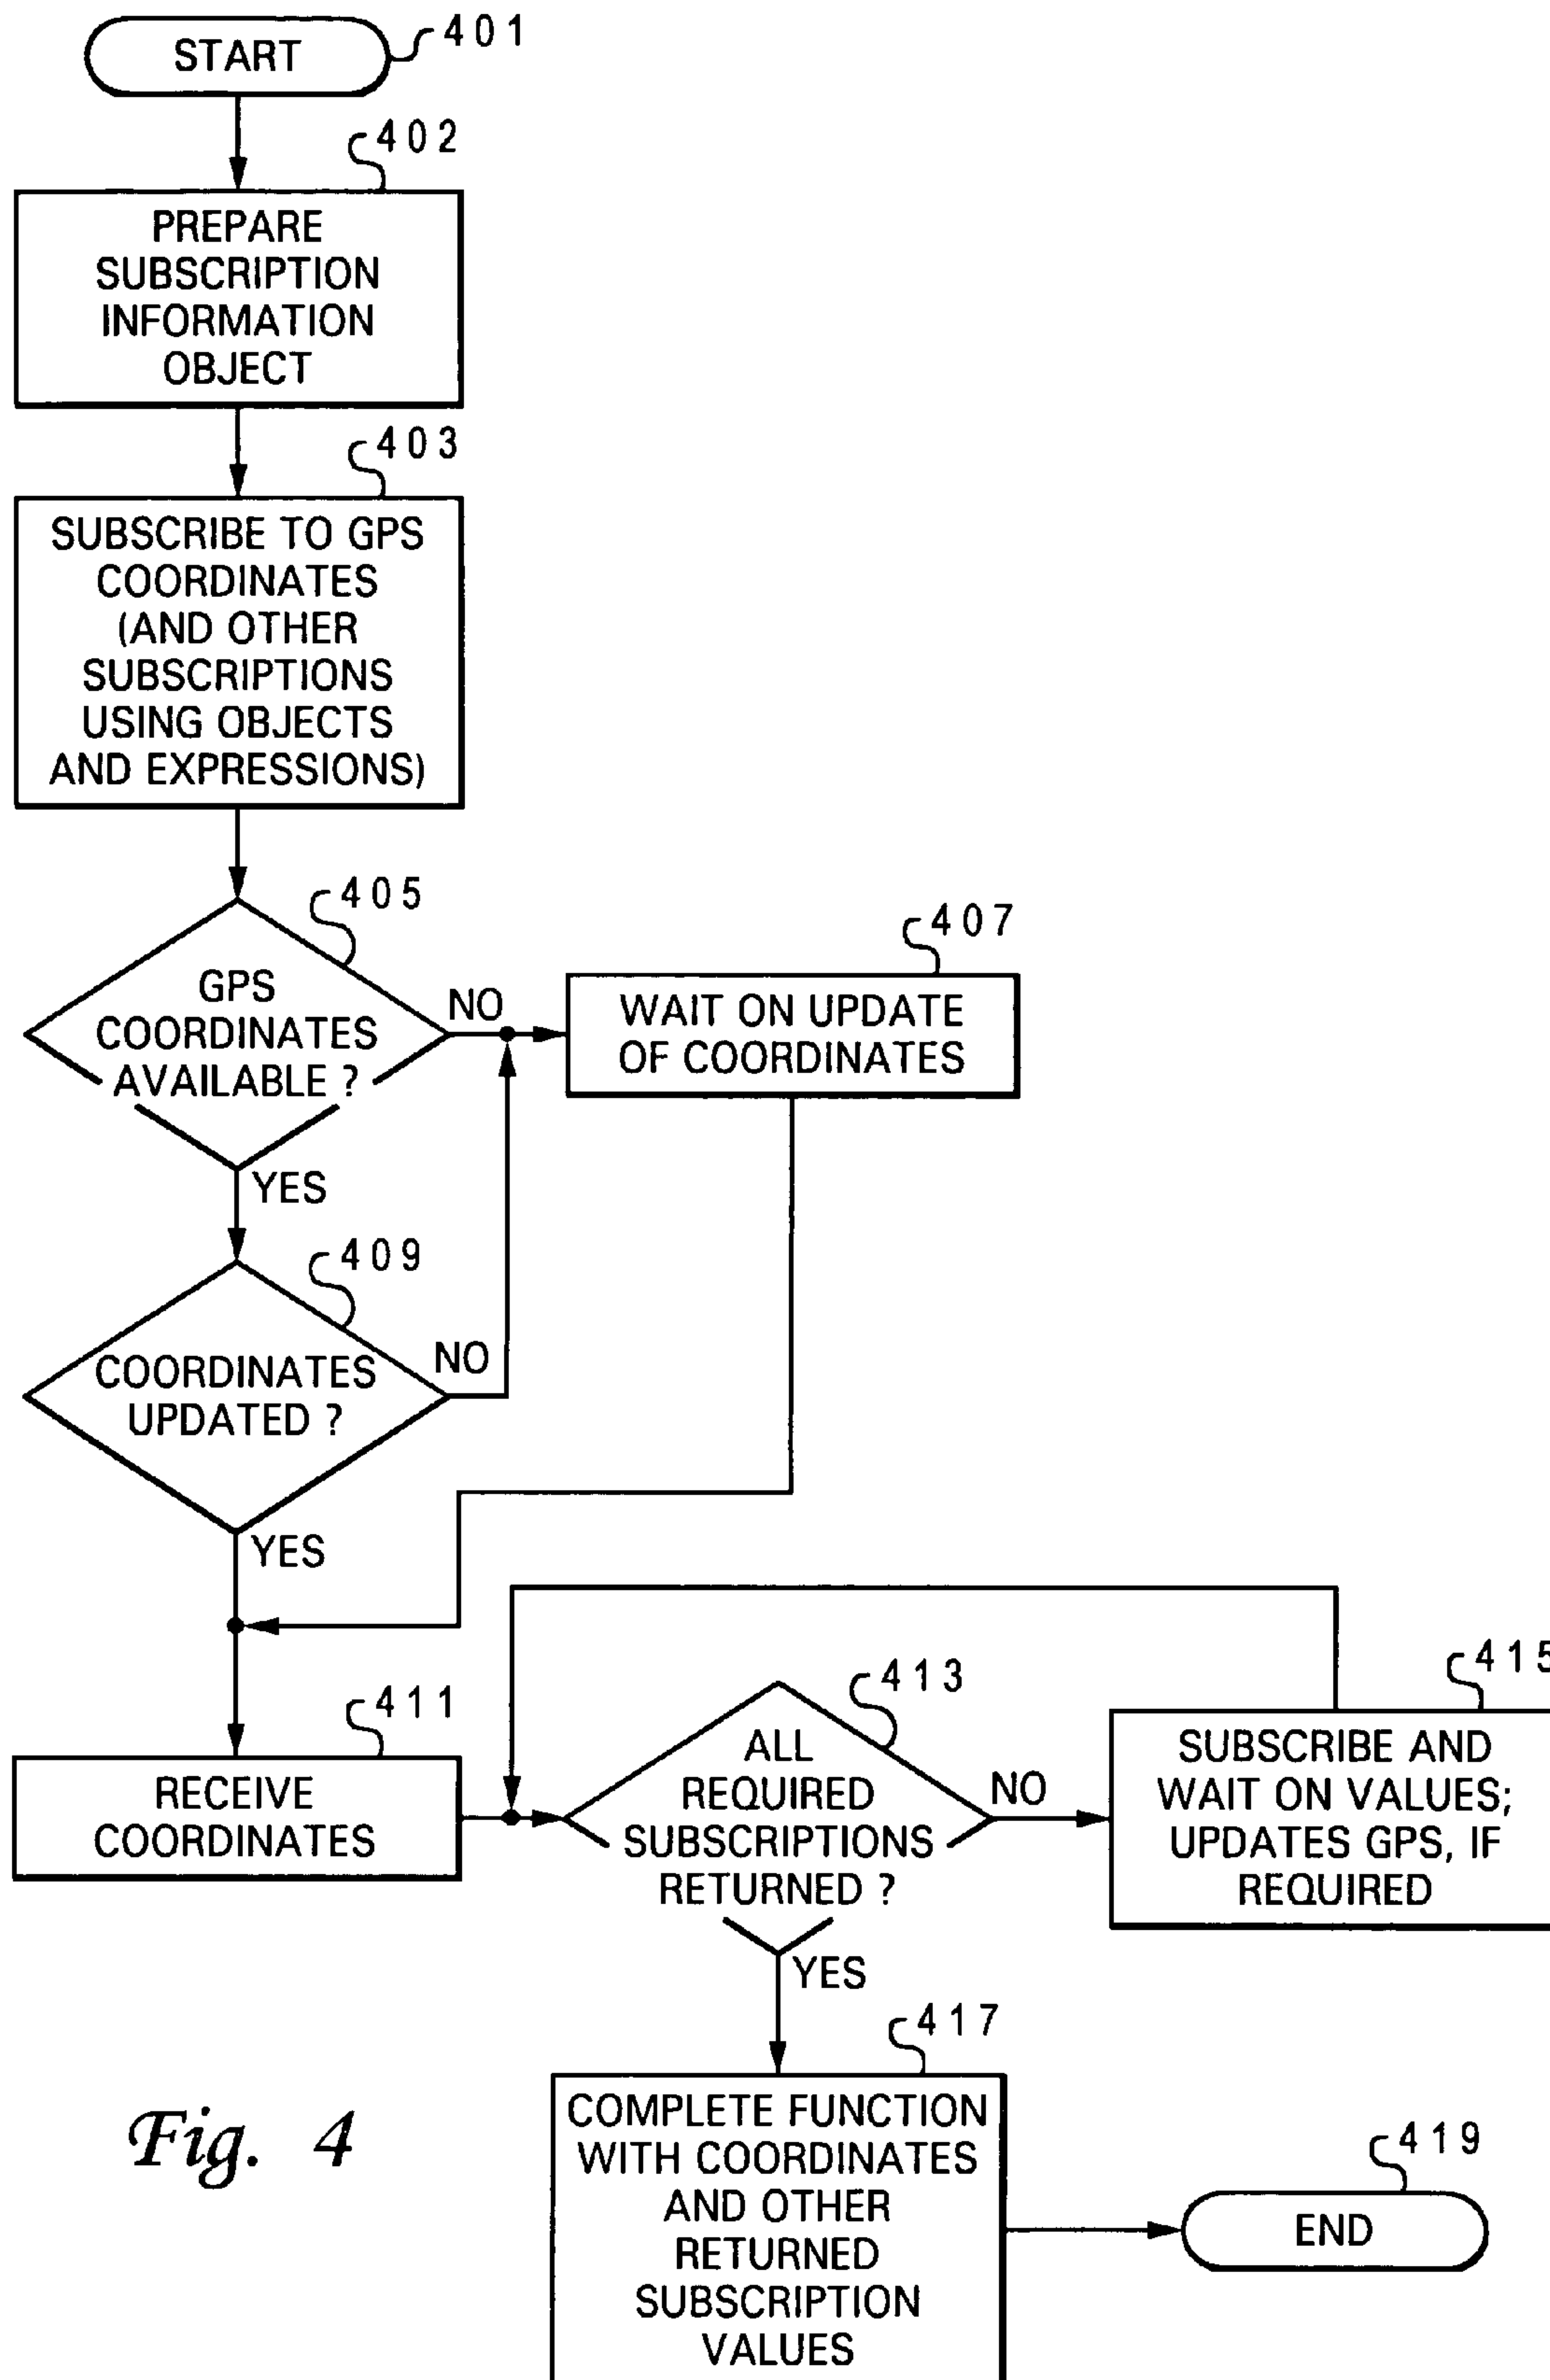 START
401
402
PREPARE
SUBSCRIPTION
INFORMATION
OBJECT
403
SUBSCRIBE TO GPS
COORDINATES
(AND OTHER
SUBSCRIPTIONS
USING OBJECTS
AND EXPRESSIONS)
405
GPS
COORDINATES
AVAILABLE ?
NO
YES
407
WAIT ON UPDATE
OF COORDINATES
409
COORDINATES
UPDATED ?
NO
YES
411
RECEIVE
COORDINATES
413
ALL
REQUIRED
SUBSCRIPTIONS
RETURNED ?
NO
YES
415
SUBSCRIBE AND
WAIT ON VALUES;
UPDATES GPS, IF
REQUIRED
417
COMPLETE FUNCTION
WITH COORDINATES
AND OTHER
RETURNED
SUBSCRIPTION
VALUES
419
END
Fig. 4